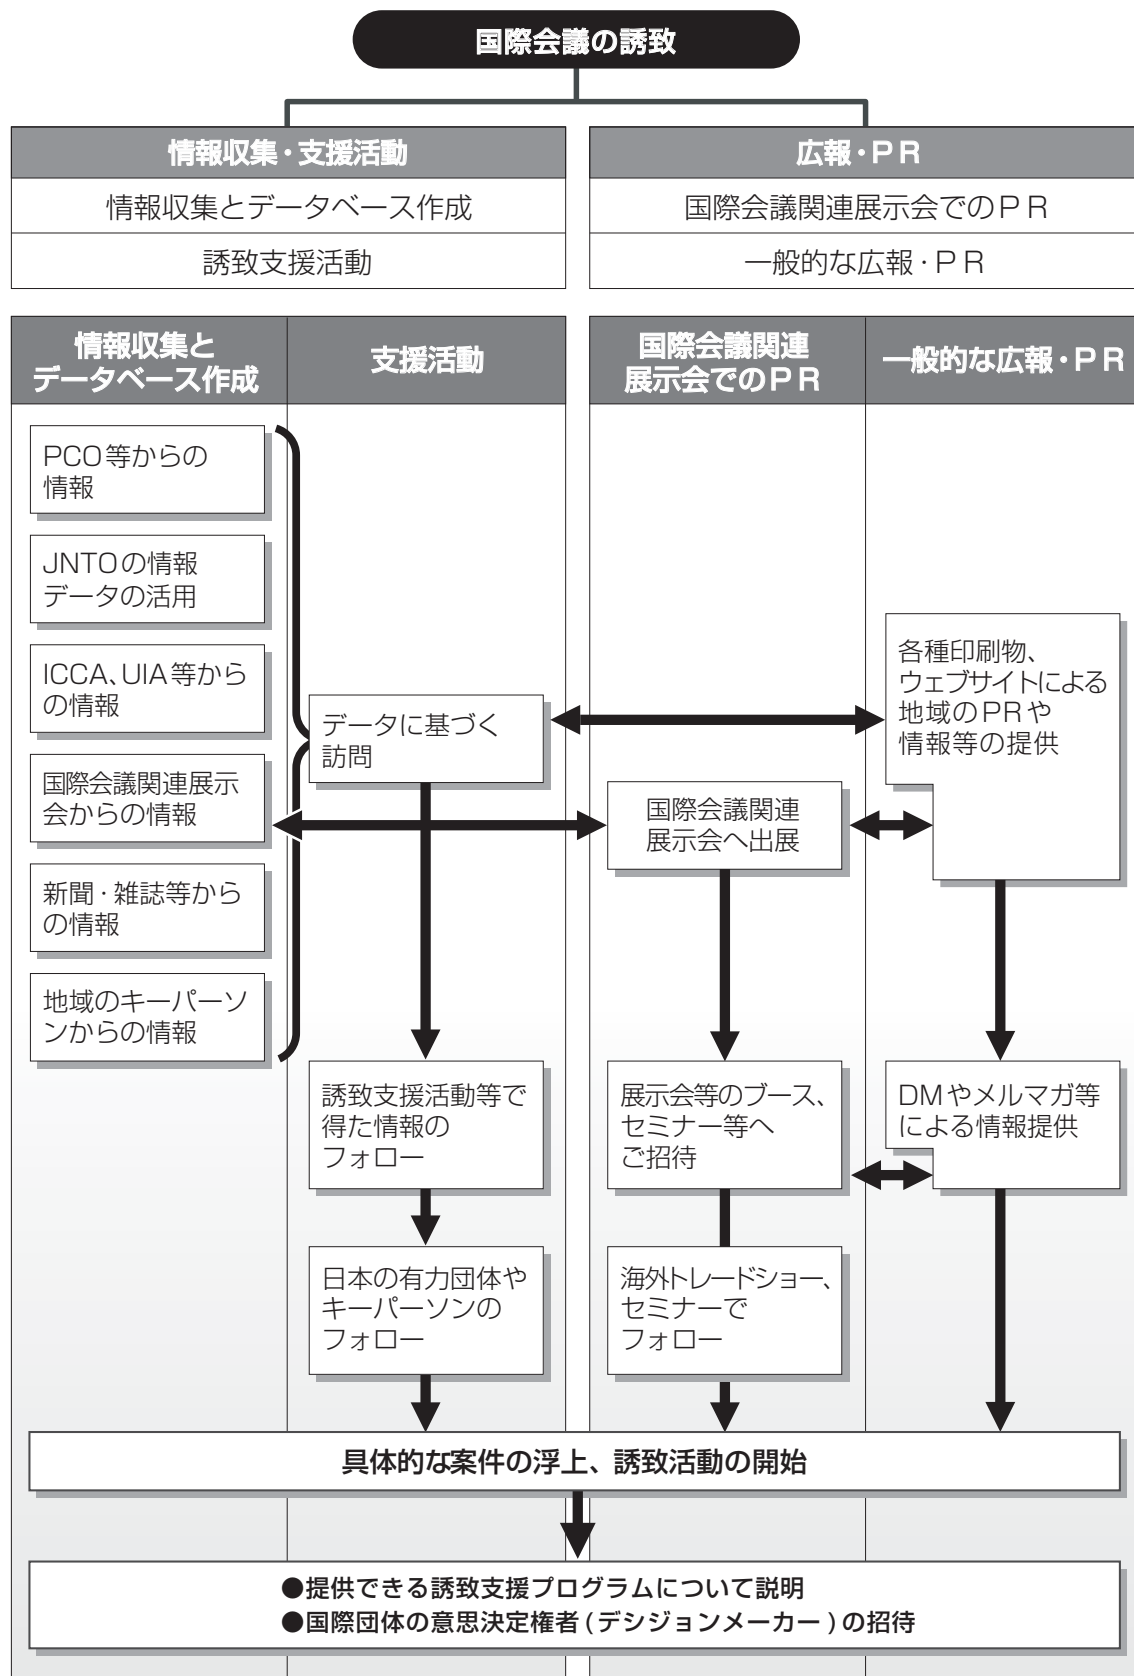 国際会議の誘致
情報収集・支援活動
情報収集とデータベース作成
誘致支援活動
広報・PR
国際会議関連展示会でのPR
一般的な広報・PR
情報収集と
データベース作成
支援活動
国際会議関連
展示会でのPR
一般的な広報・PR
PCO等からの
情報
JNTOの情報
データの活用
ICCA、UIA等から
の情報
国際会議関連展示
会からの情報
新聞・雑誌等から
の情報
地域のキーパーソ
ンからの情報
データに基づく
訪問
誘致支援活動等で
得た情報の
フォロー
日本の有力団体や
キーパーソンの
フォロー
国際会議関連
展示会へ出展
展示会等のブース、
セミナー等へ
ご招待
海外トレードショー、
セミナーで
フォロー
各種印刷物、
ウェブサイトによる
地域のPRや
情報等の提供
DMやメルマガ等
による情報提供
具体的な案件の浮上、誘致活動の開始
●提供できる誘致支援プログラムについて説明
●国際団体の意思決定権者(デシジョンメーカー)の招待